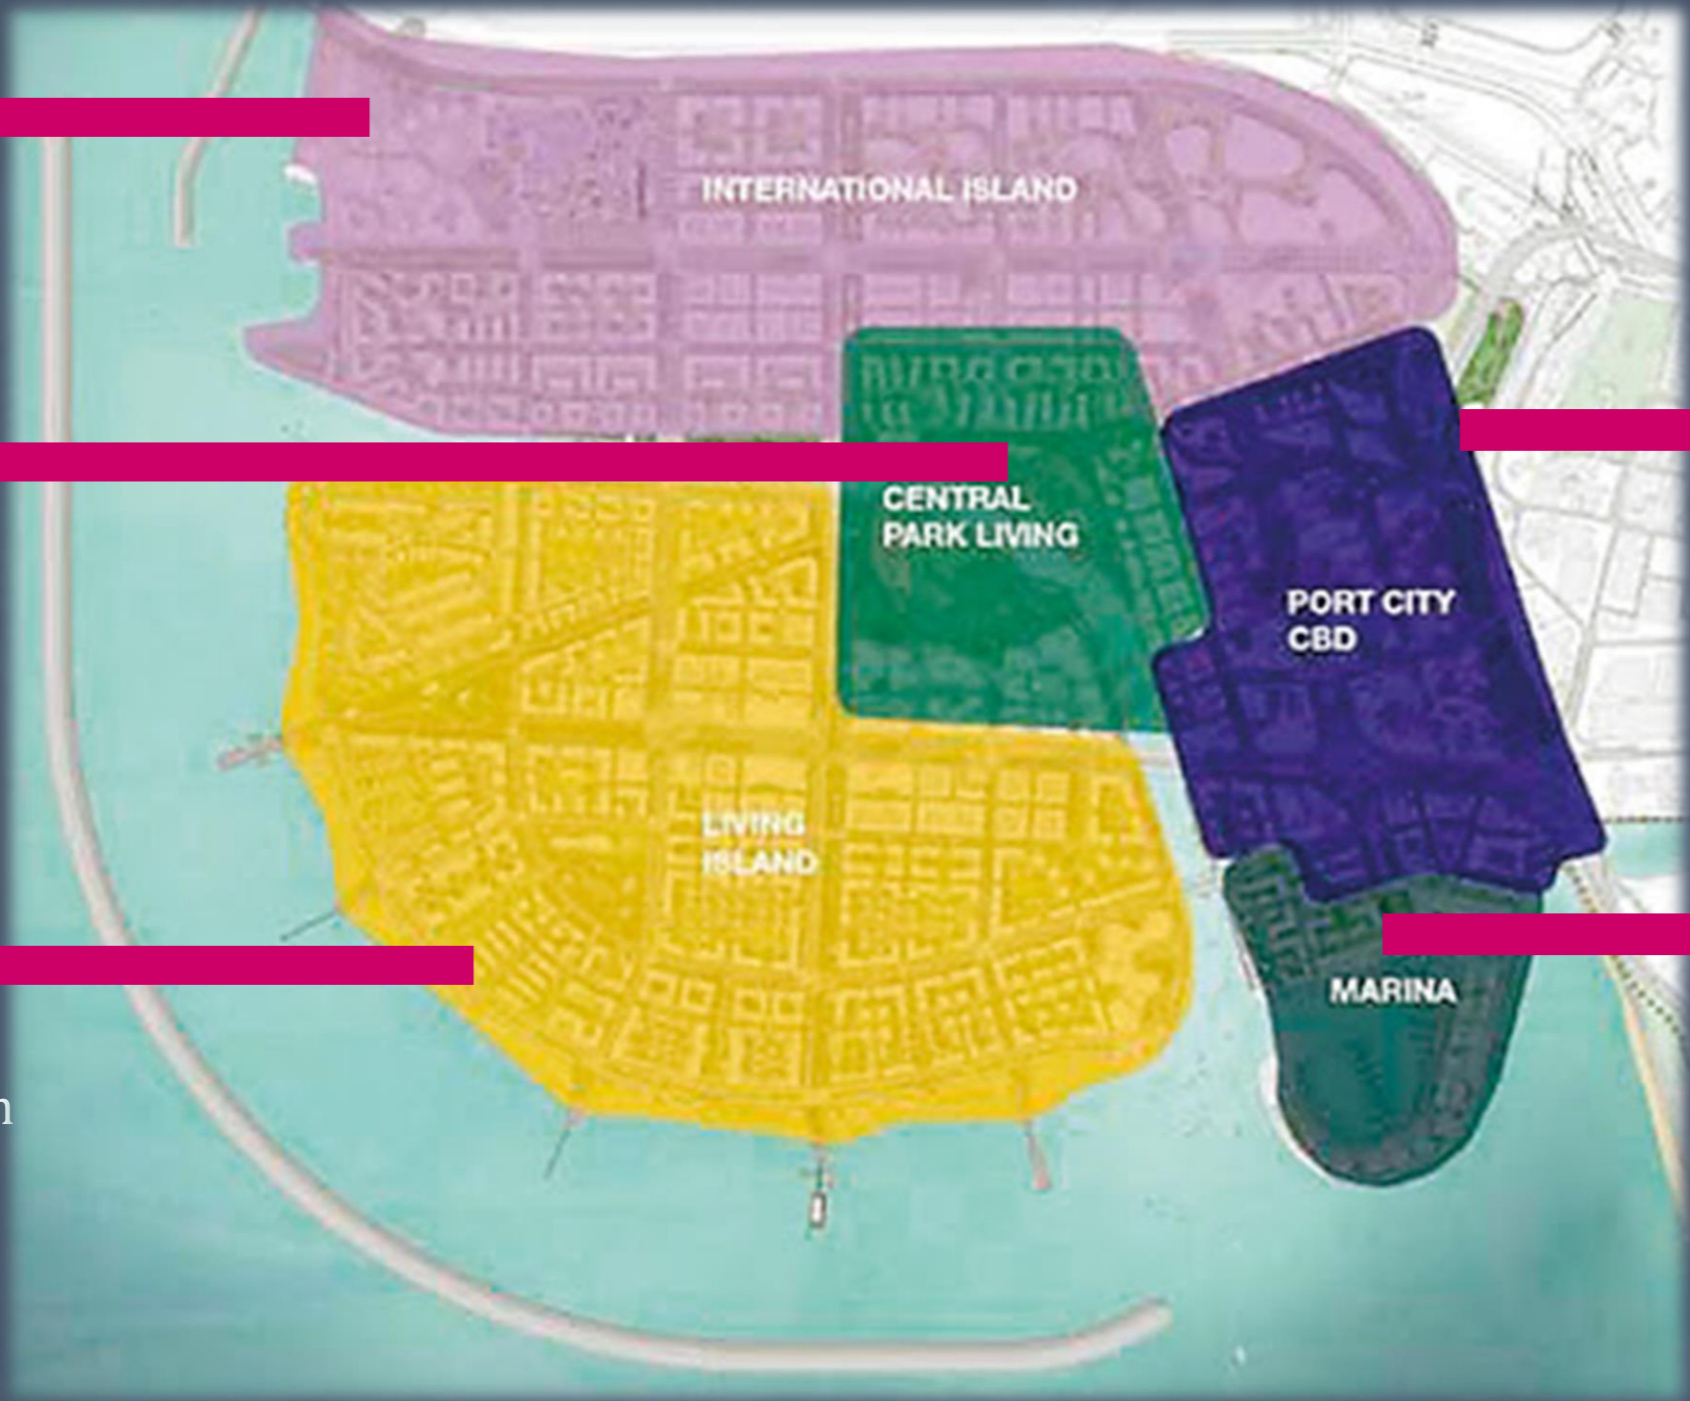 INTERNATIONAL ISLAND
CENTRAL
PARK LIVING
PORT CITY
CBD
LIVING
ISLAND
MARINA
n